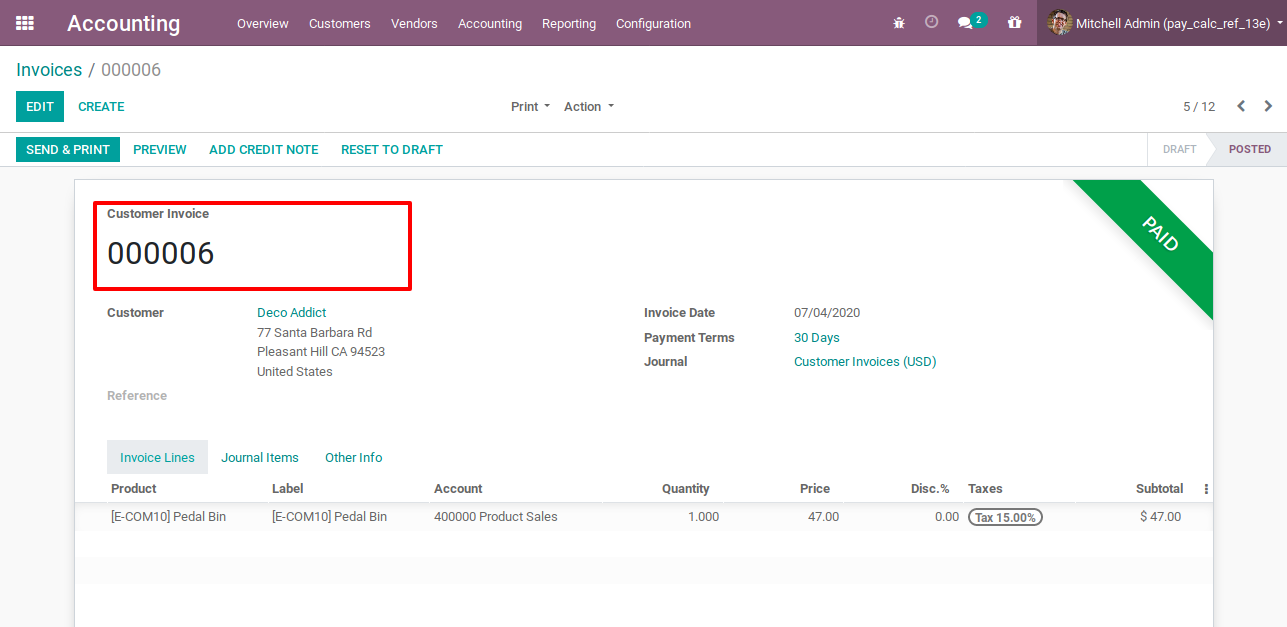 Accounting Overview Customers Vendors Accounting Reporting Configuration 2 Mitchell Admin (pay_calc_ref_13e)
Invoices / 000006
EDIT CREATE Print Action 5 / 12
SEND & PRINT PREVIEW ADD CREDIT NOTE RESET TO DRAFT DRAFT POSTED
Customer Invoice
000006
PAID
Customer Deco Addict Invoice Date 07/04/2020
77 Santa Barbara Rd Payment Terms 30 Days
Pleasant Hill CA 94523 Journal Customer Invoices (USD)
United States
Reference
Invoice Lines Journal Items Other Info
Product Label Account Quantity Price Disc.% Taxes Subtotal
[E-COM10] Pedal Bin [E-COM10] Pedal Bin 400000 Product Sales 1.000 47.00 0.00 Tax 15.00% $ 47.00